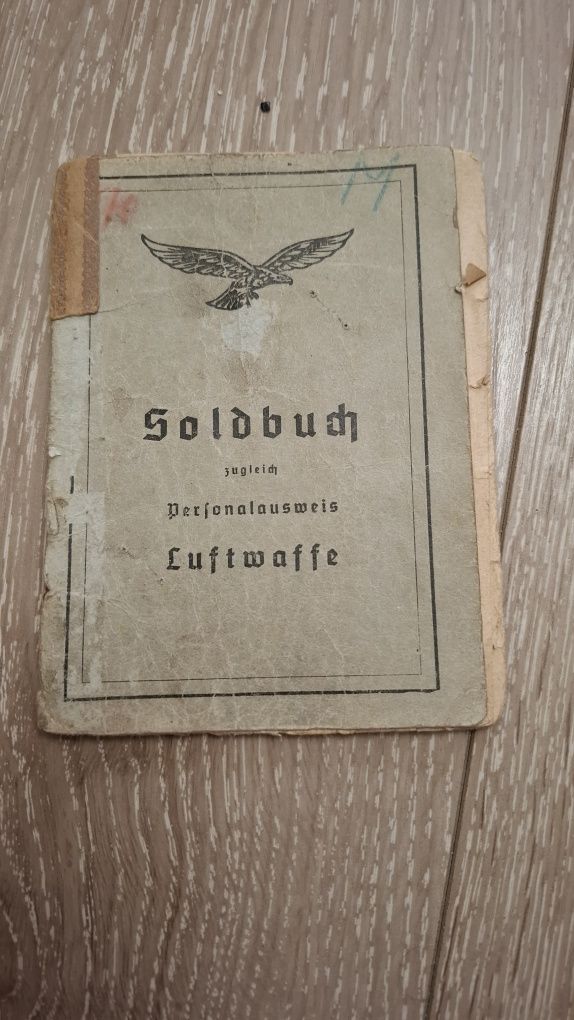 Soldbuch
zugleich
Personalausweis
Luftwaffe